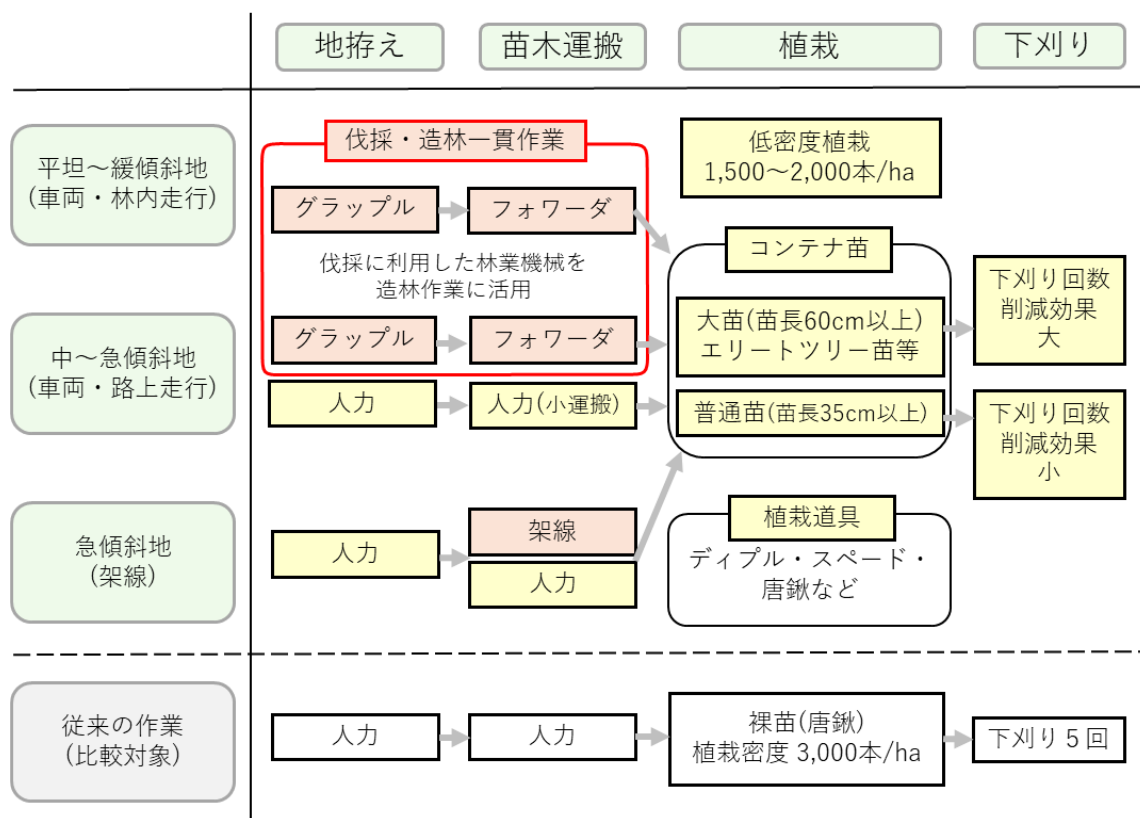 地拵え
苗木運搬
植栽
下刈り
平坦～緩傾斜地
(車両・林内走行)
伐採・造林一貫作業
グラップル
フォワーダ
伐採に利用した林業機械を
造林作業に活用
低密度植栽
1,500～2,000本/ha
コンテナ苗
中～急傾斜地
(車両・路上走行)
グラップル
フォワーダ
大苗(苗長60cm以上)
エリートツリー苗等
下刈り回数
削減効果
大
人力
人力(小運搬)
普通苗(苗長35cm以上)
下刈り回数
削減効果
小
急傾斜地
(架線)
人力
架線
人力
植栽道具
ディブル・スペード・
唐鍬など
従来の作業
(比較対象)
人力
人力
裸苗(唐鍬)
植栽密度 3,000本/ha
下刈り５回